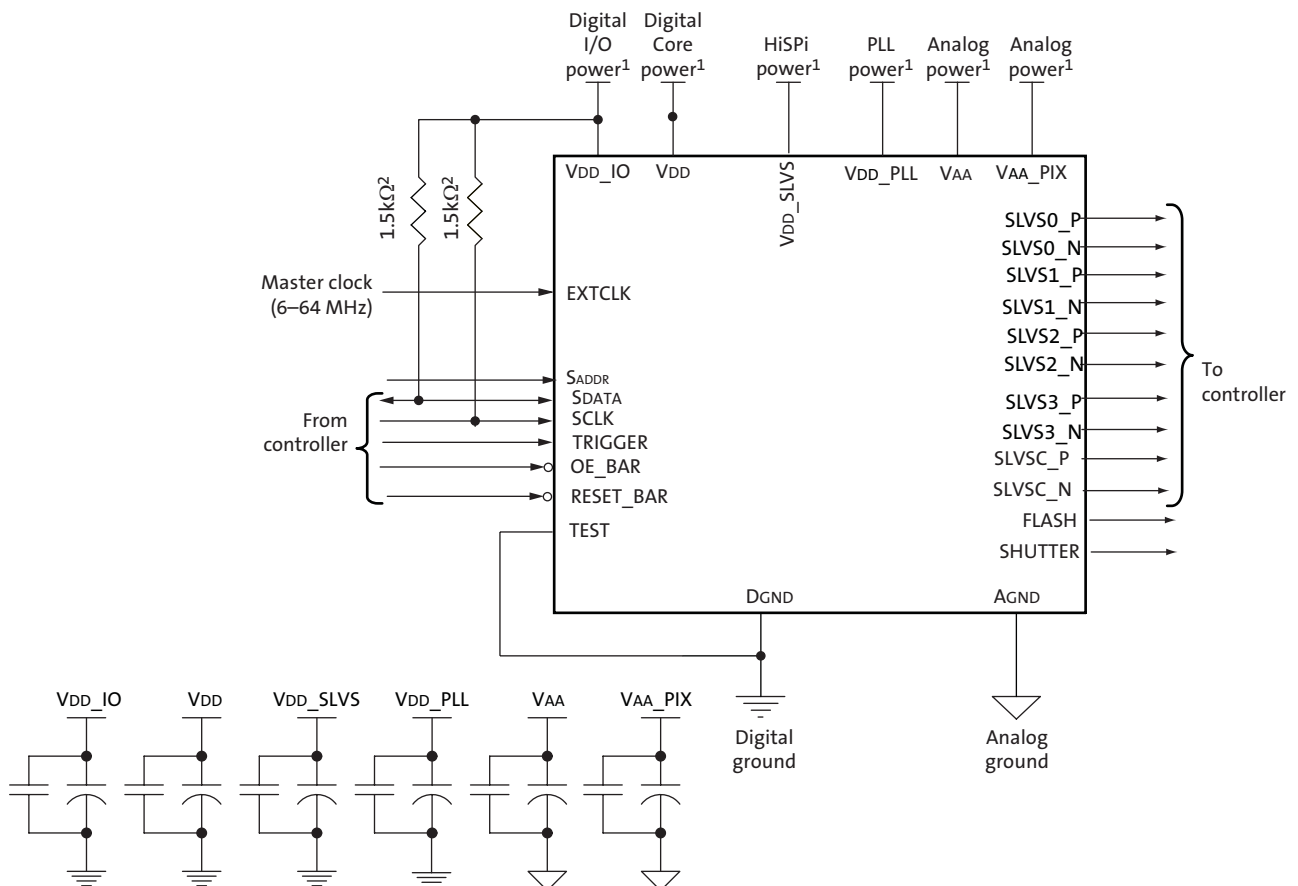 Digital
I/O
power¹
Digital
Core
power¹
HiSPi
power¹
PLL
power¹
Analog
power¹
Analog
power¹
VDD_IO
VDD
VDD_SLVS
VDD_PLL
VAA
VAA_PIX
1.5kΩ²
1.5kΩ²
Master clock
(6–64 MHz)
EXTCLK
SADDR
SDATA
SCLK
TRIGGER
OE_BAR
RESET_BAR
TEST
From
controller
SLVS0_P
SLVS0_N
SLVS1_P
SLVS1_N
SLVS2_P
SLVS2_N
SLVS3_P
SLVS3_N
SLVSC_P
SLVSC_N
FLASH
SHUTTER
To
controller
DGND
AGND
Digital
ground
Analog
ground
VDD_IO
VDD
VDD_SLVS
VDD_PLL
VAA
VAA_PIX